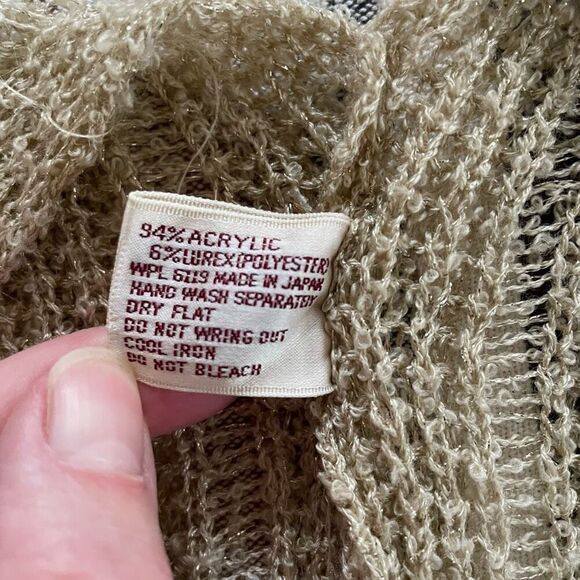 94% ACRYLIC
6% LUREX (POLYESTER)
WPL 6119 MADE IN JAPAN
HAND WASH SEPARATELY
DRY FLAT
DO NOT WRING OUT
COOL IRON
DO NOT BLEACH